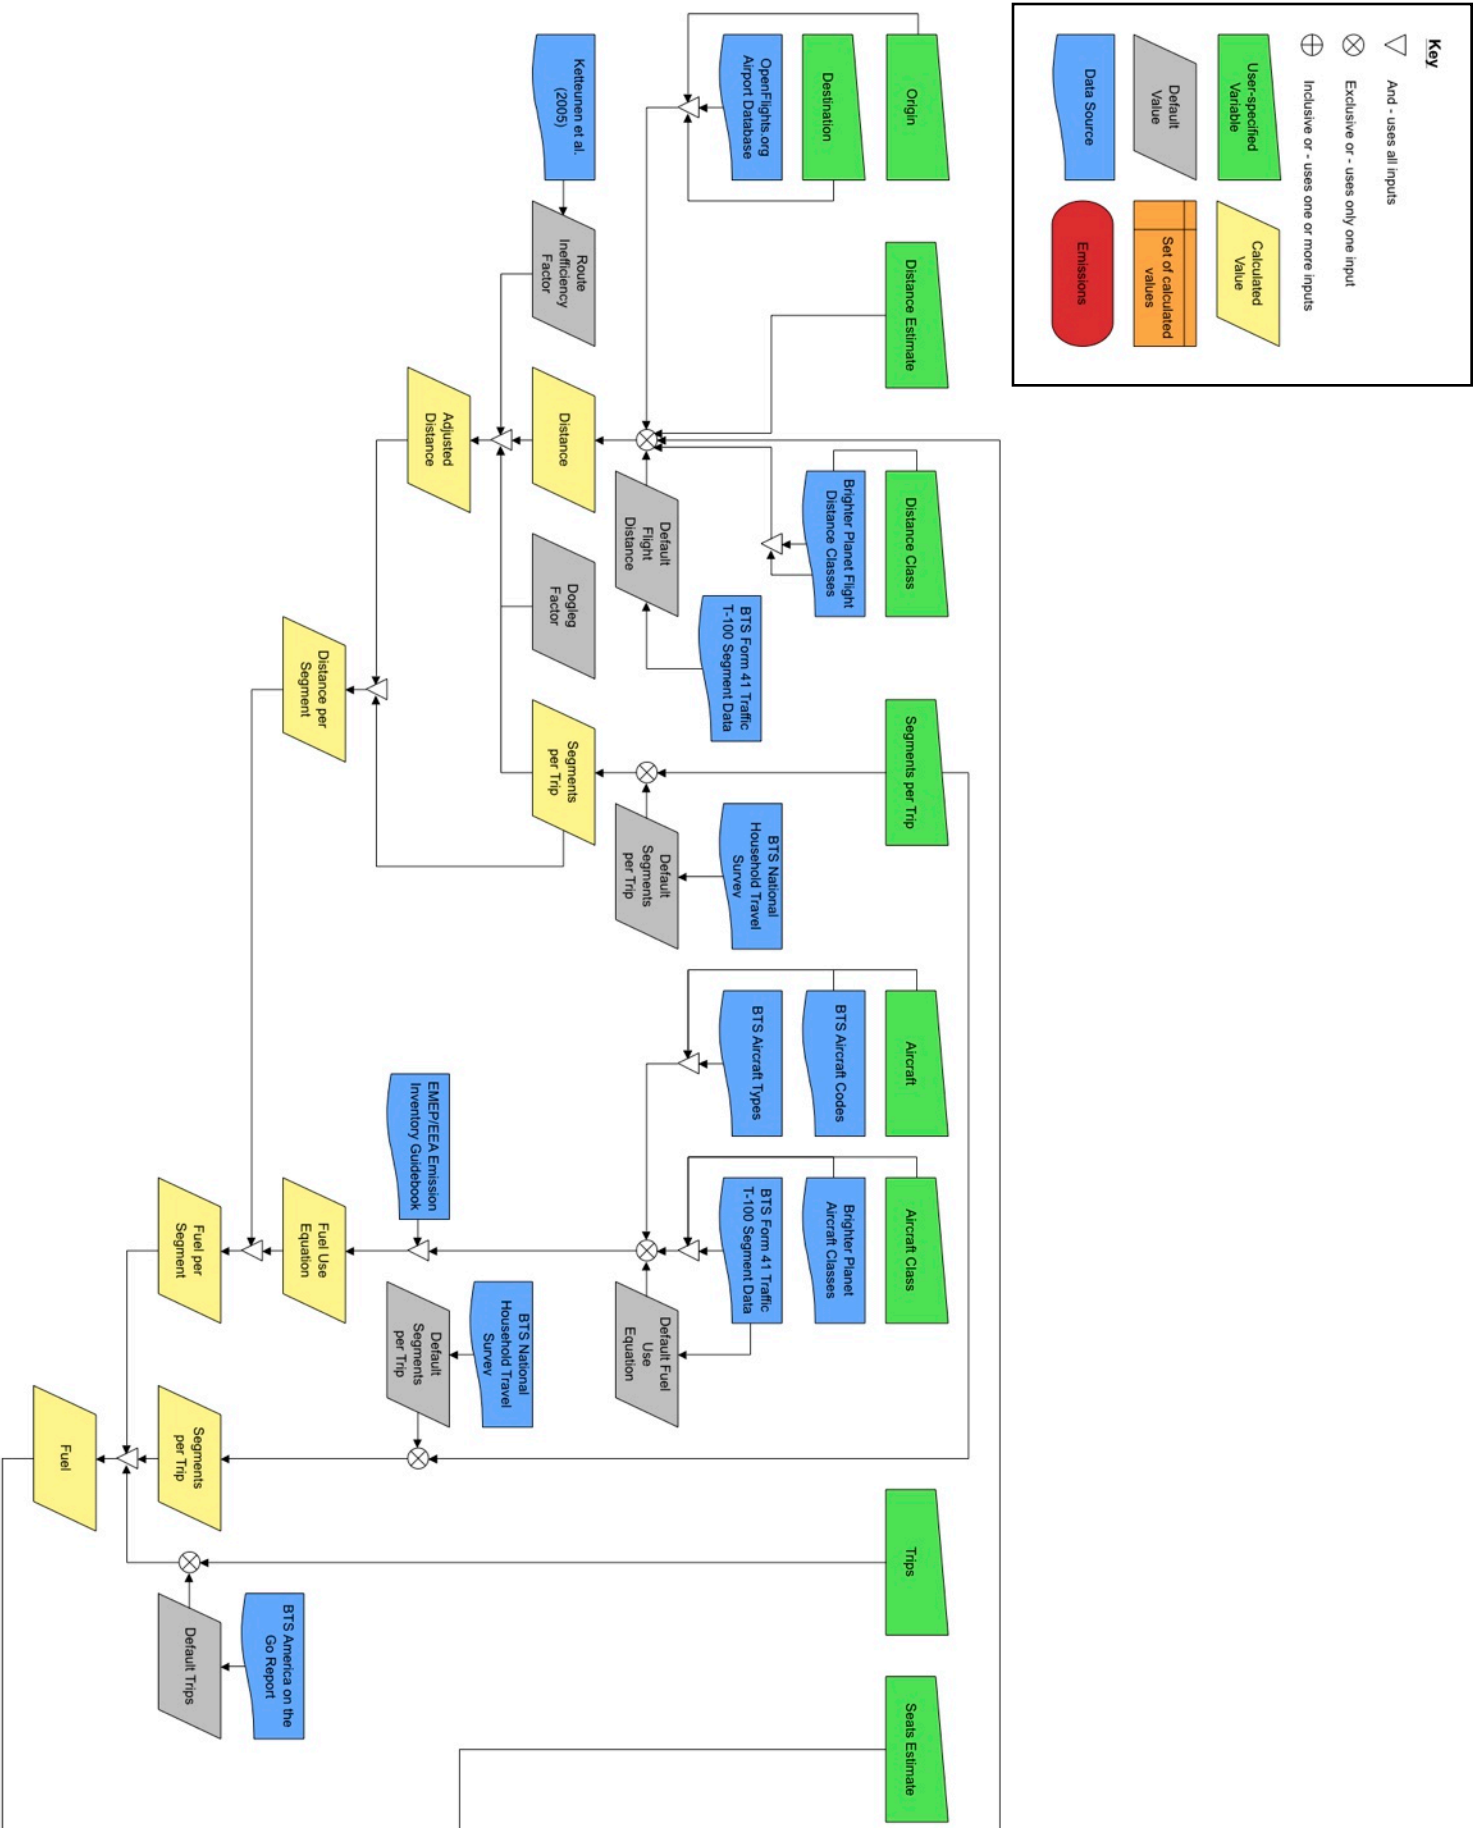 Key
And - uses all inputs
Exclusive or - uses only one input
Inclusive or - uses one or more inputs
User-specified
Variable
Calculated
Value
Default
Value
Set of calculated
values
Data Source
Emissions
Origin
Distance Estimate
Distance Class
Segments per Trip
Aircraft
Aircraft Class
Trips
Seats Estimate
Destination
Brighter Planet Flight
Distance Classes
BTS Aircraft Codes
Brighter Planet
Aircraft Classes
OpenFlights.org
Airport Database
BTS Form 41 Traffic
T-100 Segment Data
BTS National
Household Travel
Survey
BTS Aircraft Types
BTS Form 41 Traffic
T-100 Segment Data
Default
Flight
Distance
Default
Segments
per Trip
Default Fuel
Use
Equation
Ketteunen et al.
(2005)
Route
Inefficiency
Factor
Distance
Dogleg
Factor
Segments
per Trip
BTS National
Household Travel
Survey
Adjusted
Distance
EMEP/EEA Emission
Inventory Guidebook
Default
Segments
per Trip
Distance per
Segment
Fuel Use
Equation
BTS America on the
Go Report
Fuel per
Segment
Segments
per Trip
Default Trips
Fuel